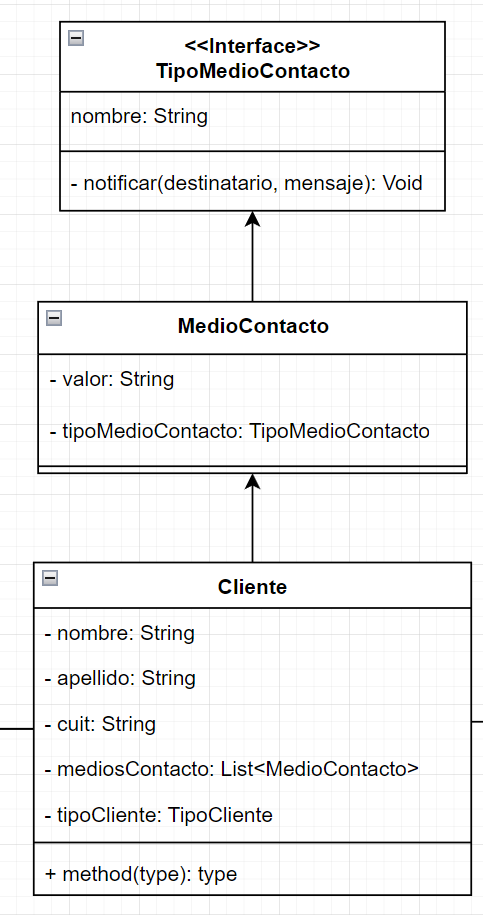 <<Interface>>
TipoMedioContacto
nombre: String
- notificar(destinatario, mensaje): Void
MedioContacto
- valor: String
- tipoMedioContacto: TipoMedioContacto
Cliente
- nombre: String
- apellido: String
- cuit: String
- mediosContacto: List<MedioContacto>
- tipoCliente: TipoCliente
+ method(type): type